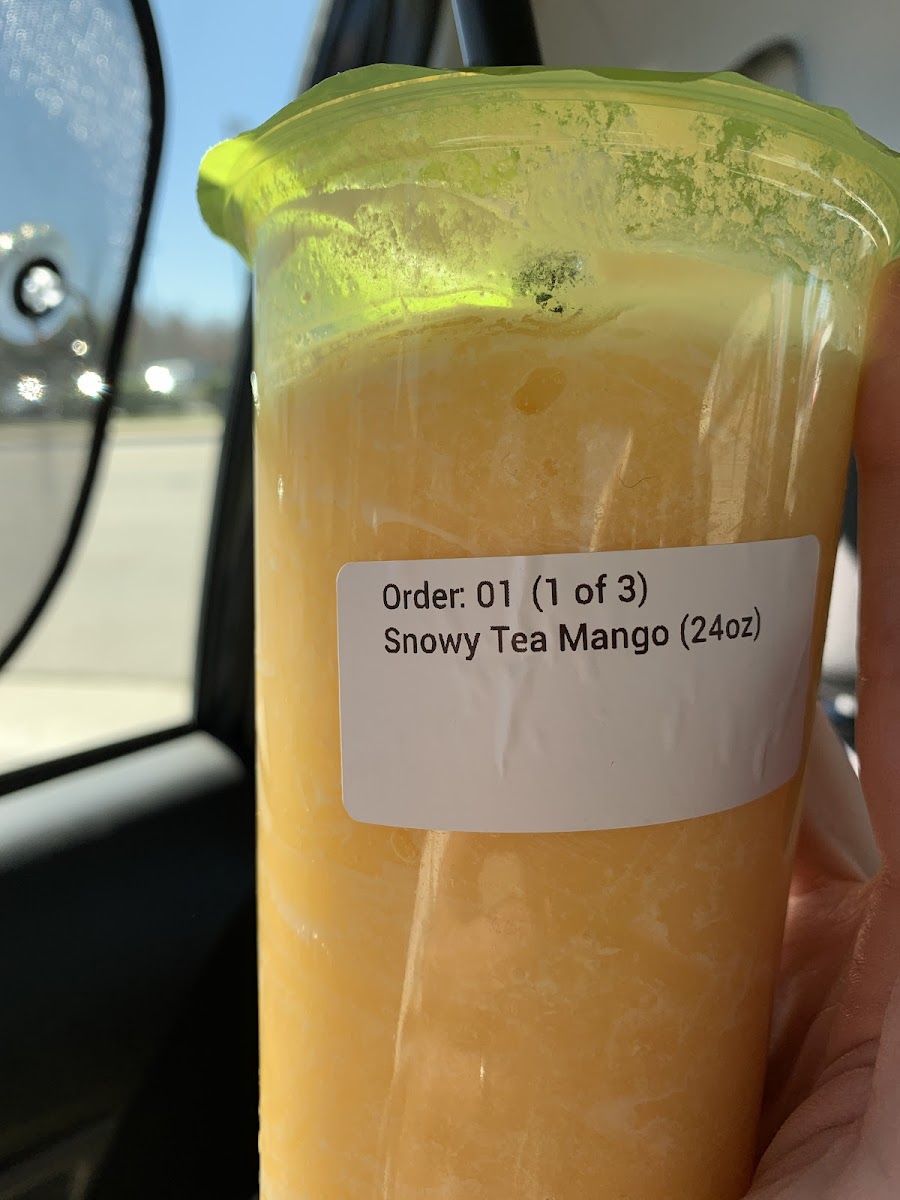 Order: 01 (1 of 3)
Snowy Tea Mango (24oz)